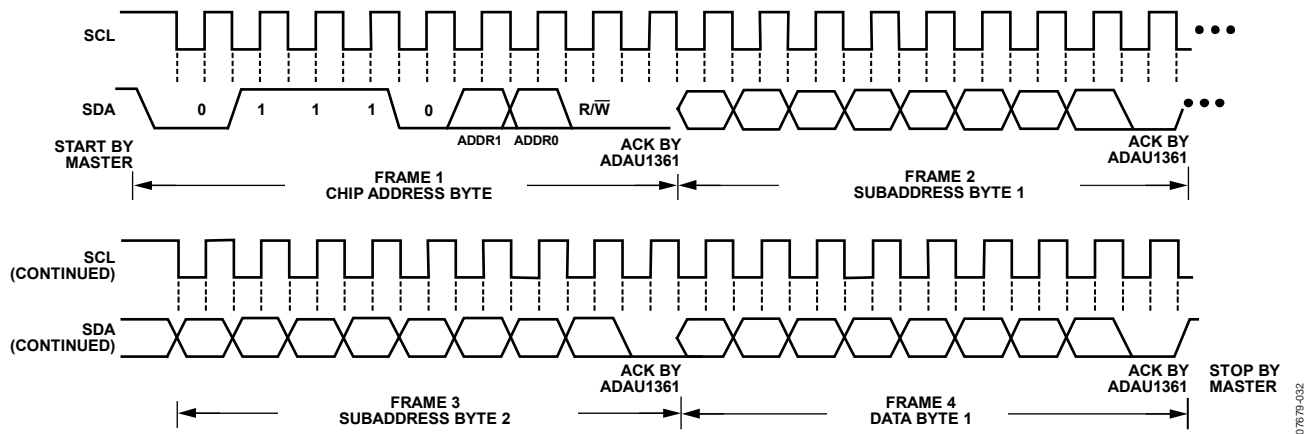 SCL
SDA
0 1 1 1 0 R/W̅
ADDR1 ADDR0
START BY
MASTER
ACK BY
ADAU1361
ACK BY
ADAU1361
FRAME 1
CHIP ADDRESS BYTE
FRAME 2
SUBADDRESS BYTE 1
SCL
(CONTINUED)
SDA
(CONTINUED)
ACK BY
ADAU1361
ACK BY
ADAU1361
STOP BY
MASTER
FRAME 3
SUBADDRESS BYTE 2
FRAME 4
DATA BYTE 1
07679-032